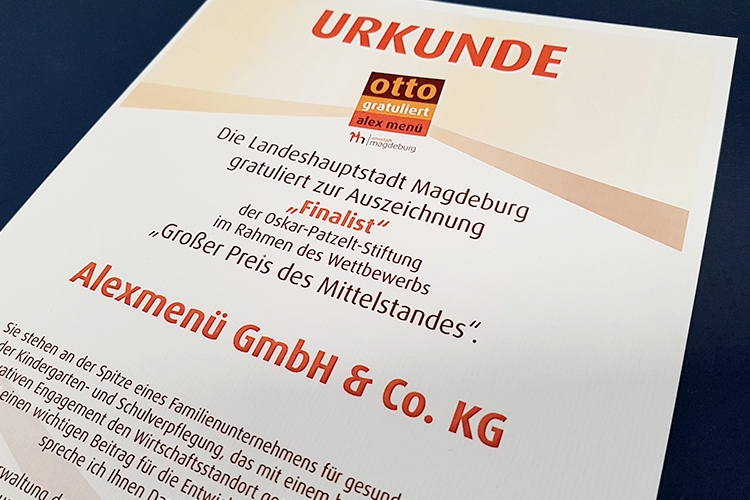 URKUNDE
otto
gratuliert
alex menü
ottostadt
magdeburg
Die Landeshauptstadt Magdeburg
gratuliert zur Auszeichnung
„Finalist“
der Oskar-Patzelt-Stiftung
im Rahmen des Wettbewerbs
„Großer Preis des Mittelstandes“.
Alexmenü GmbH & Co. KG
Sie stehen an der Spitze eines Familienunternehmens für gesund
der Kindergarten- und Schulverpflegung, das mit einem
ativen Engagement den Wirtschaftsstandort
einen wichtigen Beitrag für die
spreche ich Ihnen